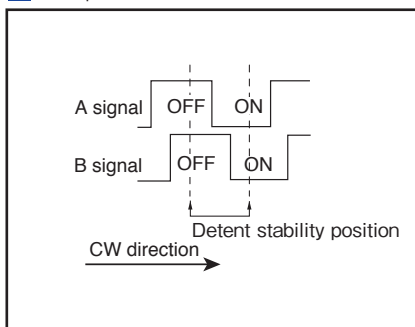 A signal OFF ON
B signal OFF ON
Detent stability position
CW direction